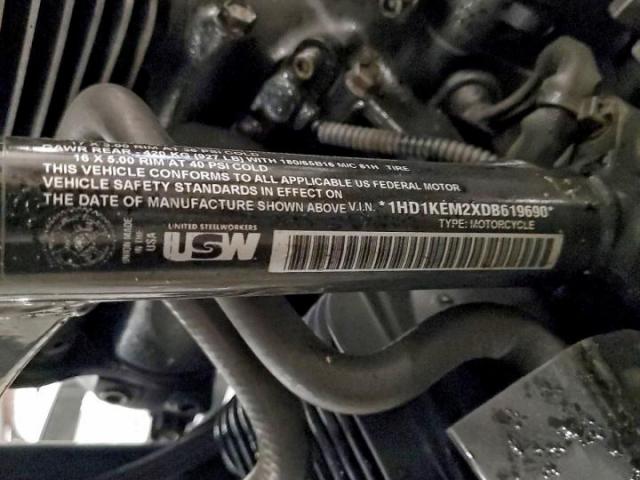 16 X 5.00 RIM AT 40 PSI COLD
THIS VEHICLE CONFORMS TO ALL APPLICABLE US FEDERAL MOTOR
VEHICLE SAFETY STANDARDS IN EFFECT ON
THE DATE OF MANUFACTURE SHOWN ABOVE V.I.N. *1HD1KEM2XDB619690*
TYPE: MOTORCYCLE
UNION MADE
IN THE
USA
UNITED STEELWORKERS
USW